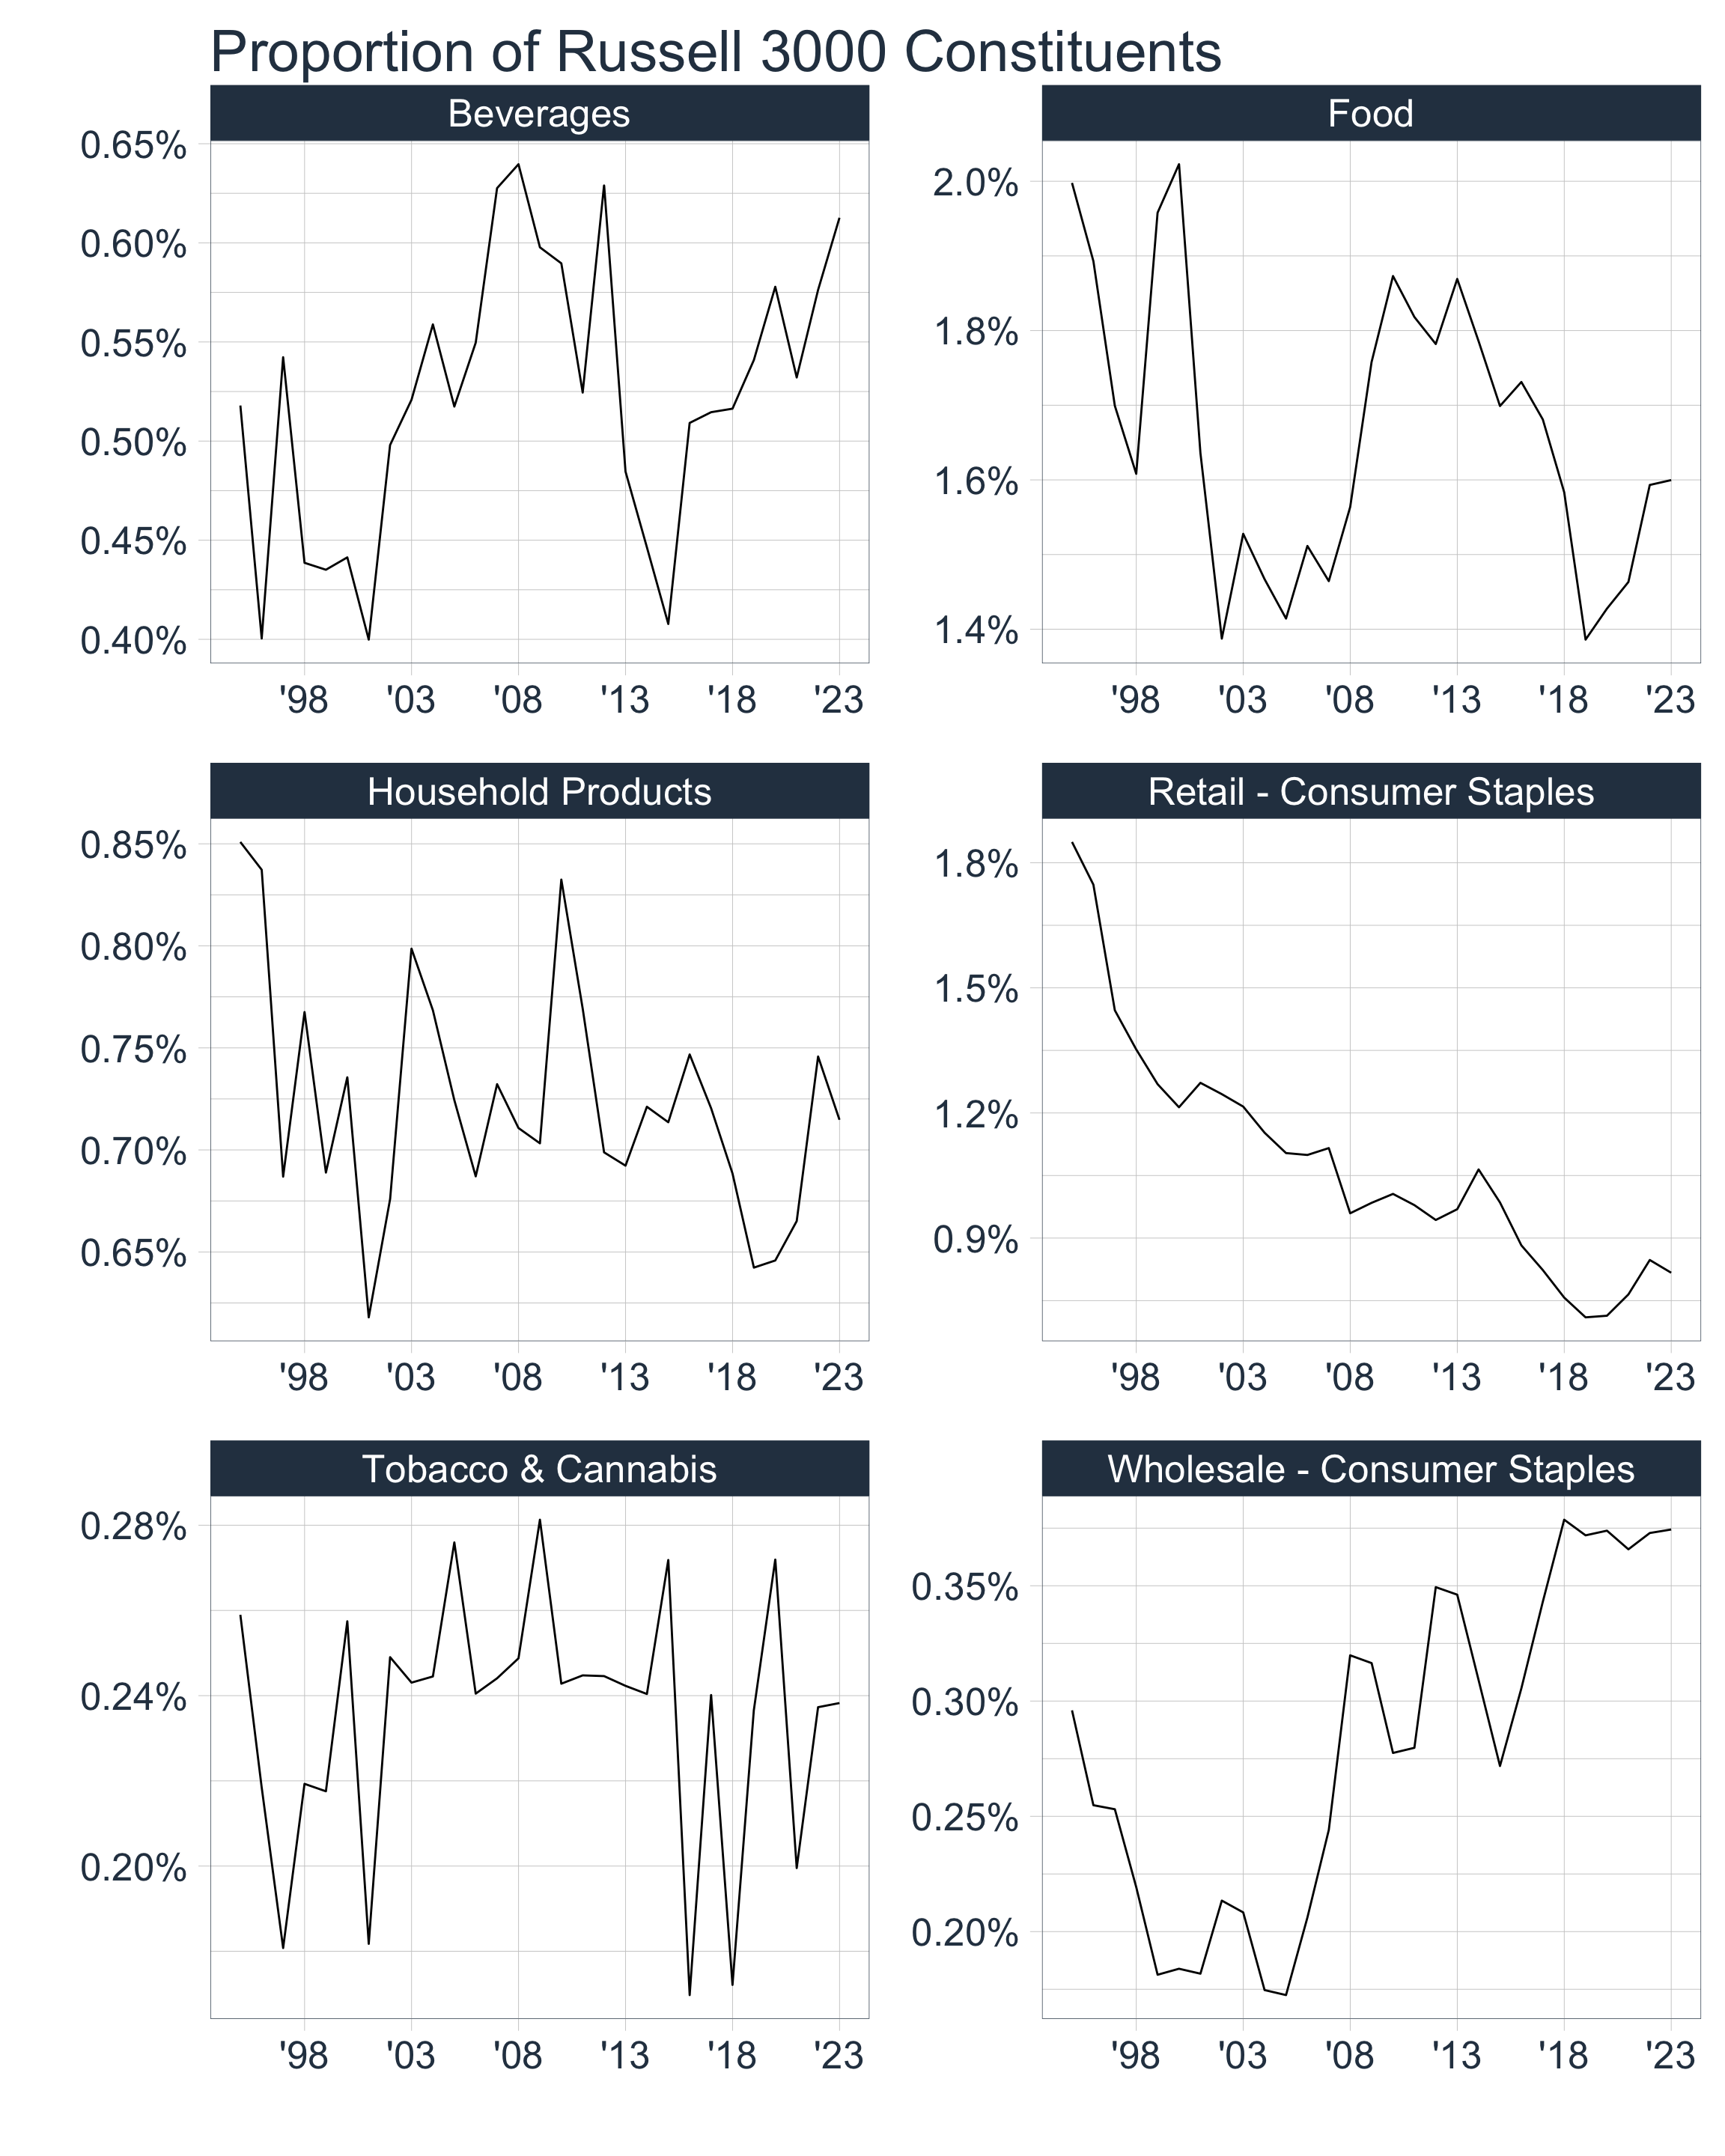 Proportion of Russell 3000 Constituents
Beverages
0.65%
0.60%
0.55%
0.50%
0.45%
0.40%
'98 '03 '08 '13 '18 '23
Food
2.0%
1.8%
1.6%
1.4%
'98 '03 '08 '13 '18 '23
Household Products
0.85%
0.80%
0.75%
0.70%
0.65%
'98 '03 '08 '13 '18 '23
Retail - Consumer Staples
1.8%
1.5%
1.2%
0.9%
'98 '03 '08 '13 '18 '23
Tobacco & Cannabis
0.28%
0.24%
0.20%
'98 '03 '08 '13 '18 '23
Wholesale - Consumer Staples
0.35%
0.30%
0.25%
0.20%
'98 '03 '08 '13 '18 '23